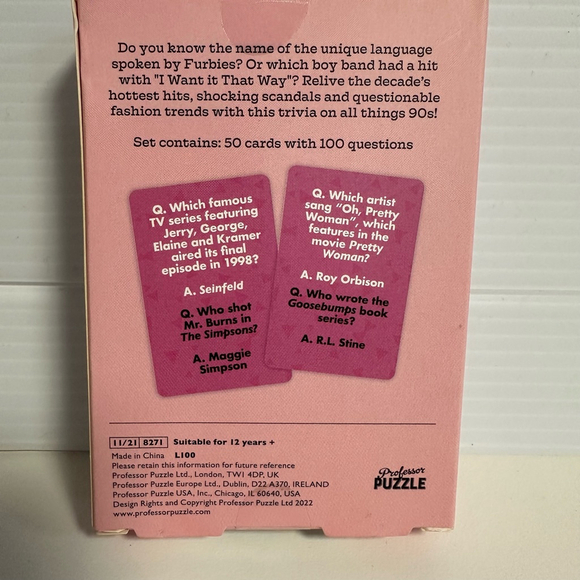 Do you know the name of the unique language
spoken by Furbies? Or which boy band had a hit
with "I Want it That Way"? Relive the decade's
hottest hits, shocking scandals and questionable
fashion trends with this trivia on all things 90s!
Set contains: 50 cards with 100 questions
Q. Which famous
TV series featuring
Jerry, George,
Elaine and Kramer
aired its final
episode in 1998?
A. Seinfeld
Q. Who shot
Mr. Burns in
The Simpsons?
A. Maggie
Simpson
Q. Which artist
sang "Oh, Pretty
Woman", which
features in the
movie Pretty
Woman?
A. Roy Orbison
Q. Who wrote the
Goosebumps book
series?
A. R.L. Stine
11/21 8271 Suitable for 12 years +
Made in China L100
Please retain this information for future reference
Professor Puzzle Ltd., London, TW1 4DP, UK
Professor Puzzle Europe Ltd., Dublin, D22 A370, IRELAND
Professor Puzzle USA, Inc., Chicago, IL 60640, USA
Design Rights and Copyright Professor Puzzle Ltd 2022
www.professorpuzzle.com
Professor
PUZZLE